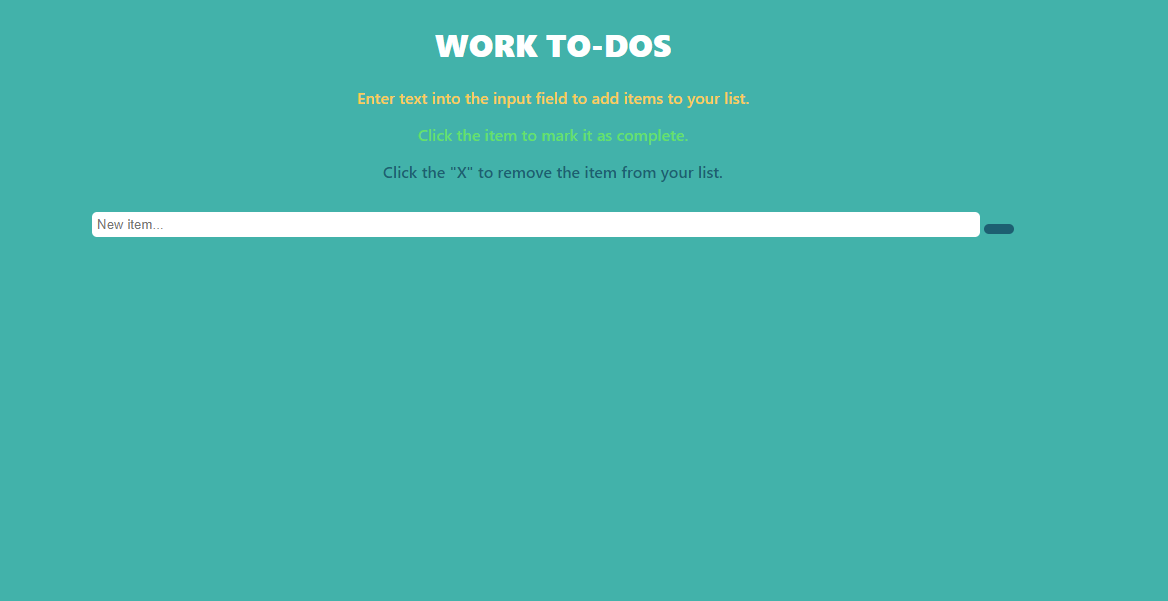 WORK TO-DOS
Enter text into the input field to add items to your list.
Click the item to mark it as complete.
Click the "X" to remove the item from your list.
New item...